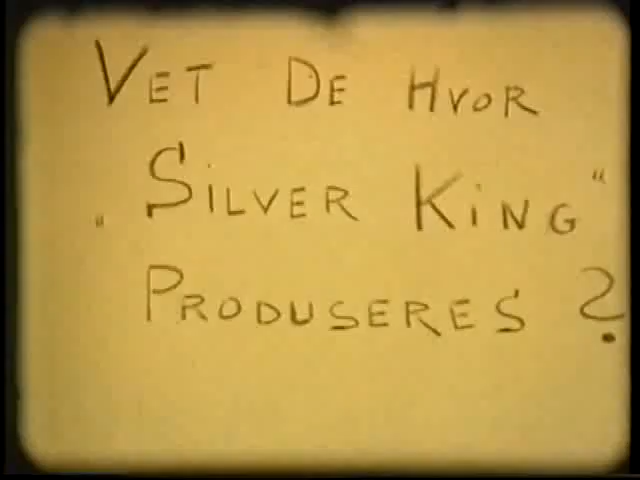 VET DE HVOR
„SILVER KING“
PRODUSERES?